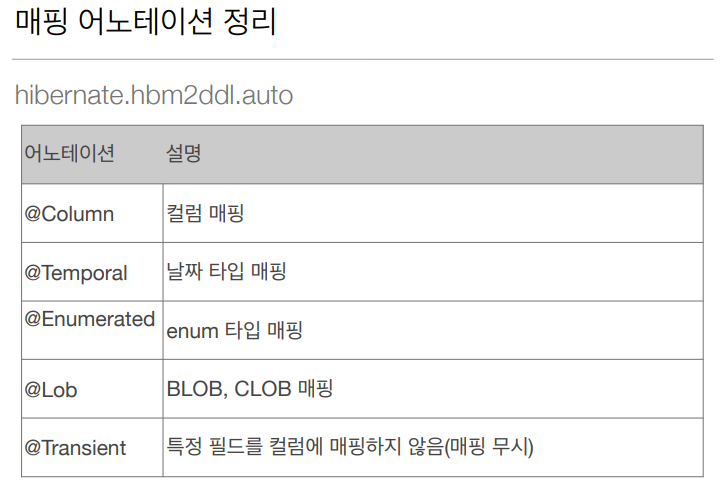 매핑 어노테이션 정리
hibernate.hbm2ddl.auto
어노테이션 설명
@Column 컬럼 매핑
@Temporal 날짜 타입 매핑
@Enumerated enum 타입 매핑
@Lob BLOB, CLOB 매핑
@Transient 특정 필드를 컬럼에 매핑하지 않음(매핑 무시)